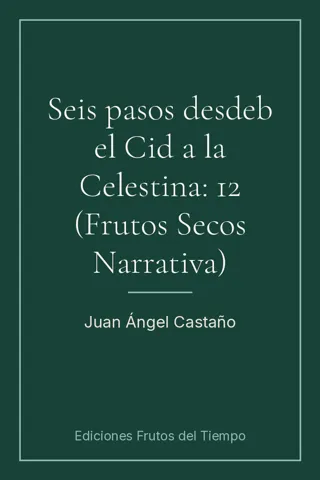 Seis pasos desdeb
el Cid a la
Celestina: 12
(Frutos Secos
Narrativa)
Juan Ángel Castaño
Ediciones Frutos del Tiempo